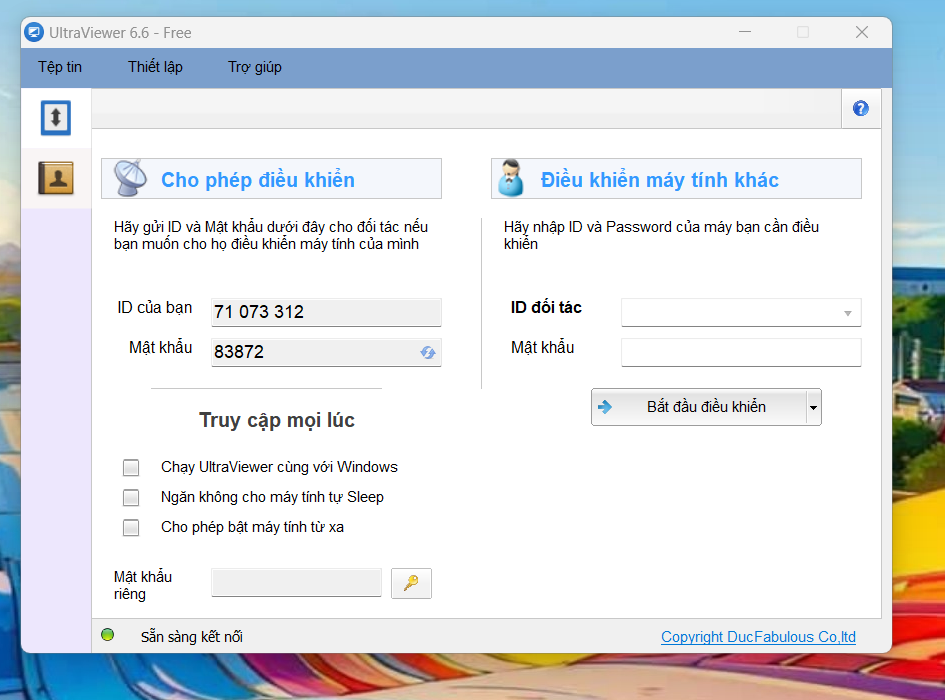 UltraViewer 6.6 - Free
Tệp tin
Thiết lập
Trợ giúp
Cho phép điều khiển
Hãy gửi ID và Mật khẩu dưới đây cho đối tác nếu
bạn muốn cho họ điều khiển máy tính của mình
ID của bạn
71 073 312
Mật khẩu
83872
Truy cập mọi lúc
Chạy UltraViewer cùng với Windows
Ngăn không cho máy tính tự Sleep
Cho phép bật máy tính từ xa
Mật khẩu
riêng
Điều khiển máy tính khác
Hãy nhập ID và Password của máy bạn cần điều
khiển
ID đối tác
Mật khẩu
Bắt đầu điều khiển
Sẵn sàng kết nối
Copyright DucFabulous Co,ltd